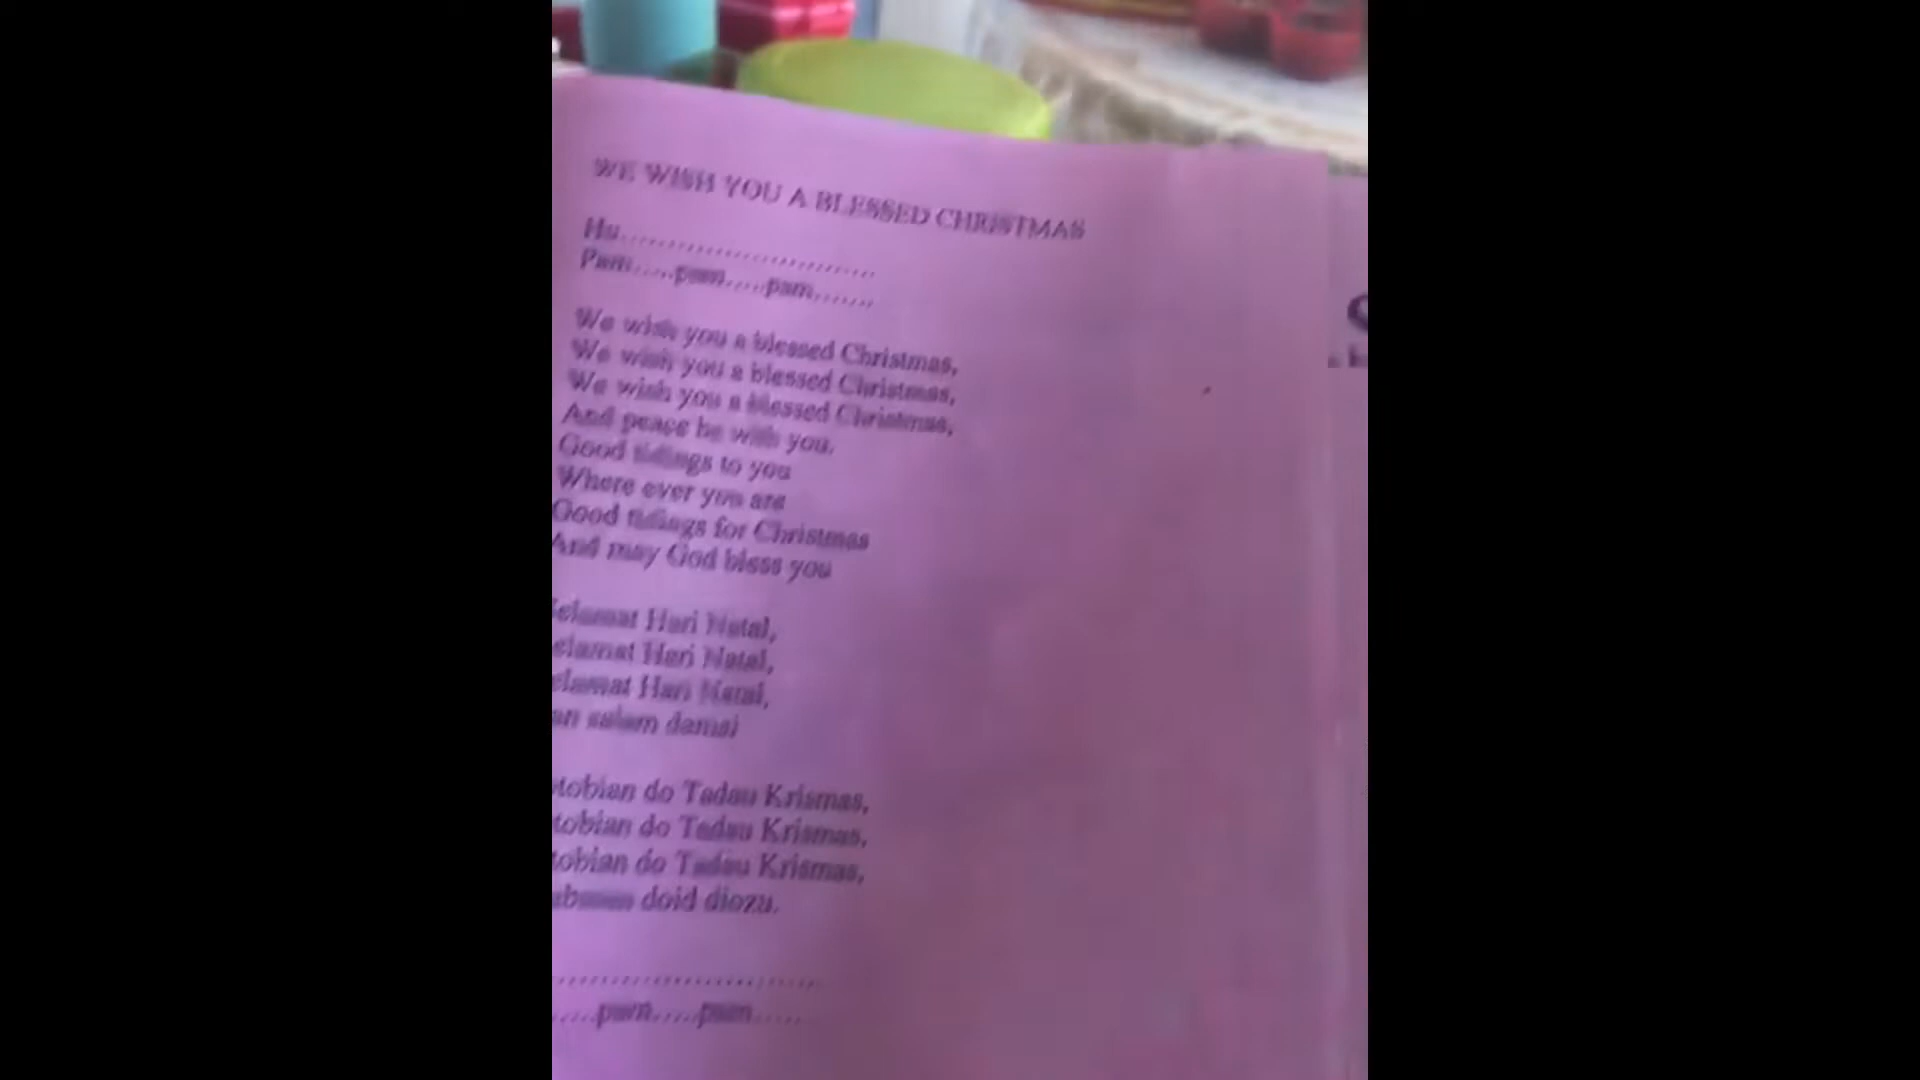 WE WISH YOU A BLESSED CHRISTMAS
Hu..............................
Pam.....pam.....pam.......
We wish you a blessed Christmas,
We wish you a blessed Christmas,
We wish you a blessed Christmas,
And peace be with you.
Good tidings to you
Where ever you are
Good tidings for Christmas
And may God bless you
Selamat Hari Natal,
elamat Hari Natal,
elamat Hari Natal,
an salam damai
tobian do Tadau Krismas,
tobian do Tadau Krismas,
tobian do Tadau Krismas,
doid diozu.
..............................
.....pam.....pam.....